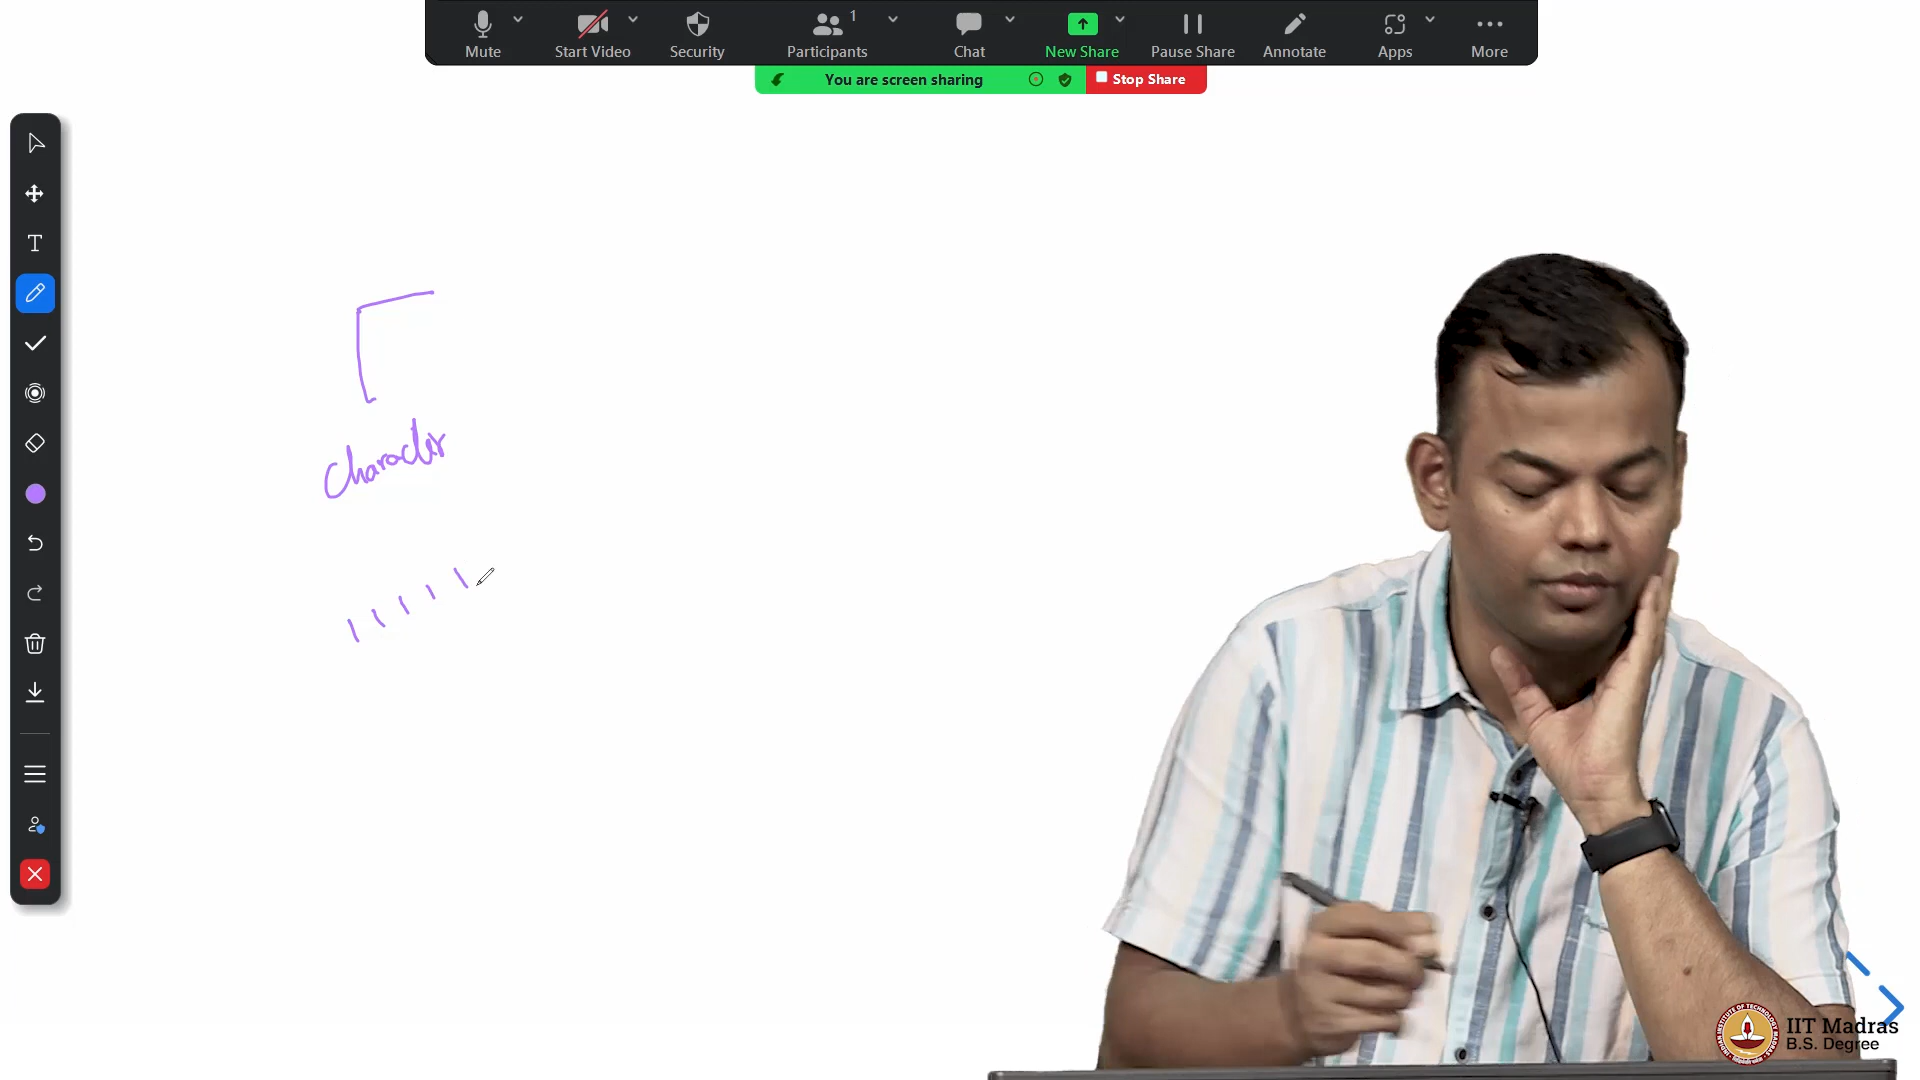 1
Mute
Start Video
Security
Participants
Chat
New Share
Pause Share
Annotate
Apps
More
You are screen sharing
Stop Share
T
Character
IIT Madras
B.S. Degree